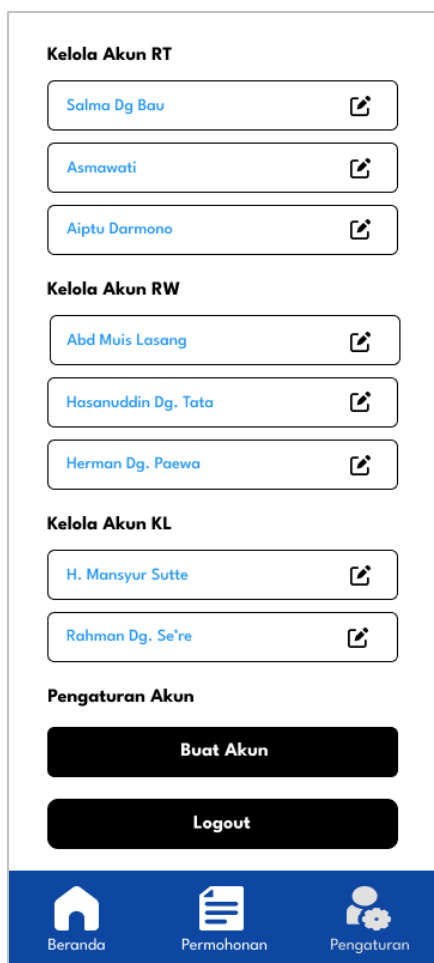 Kelola Akun RT
Salma Dg Bau
Asmawati
Aiptu Darmono
Kelola Akun RW
Abd Muis Lasang
Hasanuddin Dg. Tata
Herman Dg. Paewa
Kelola Akun KL
H. Mansyur Sutte
Rahman Dg. Se're
Pengaturan Akun
Buat Akun
Logout
Beranda Permohonan Pengaturan